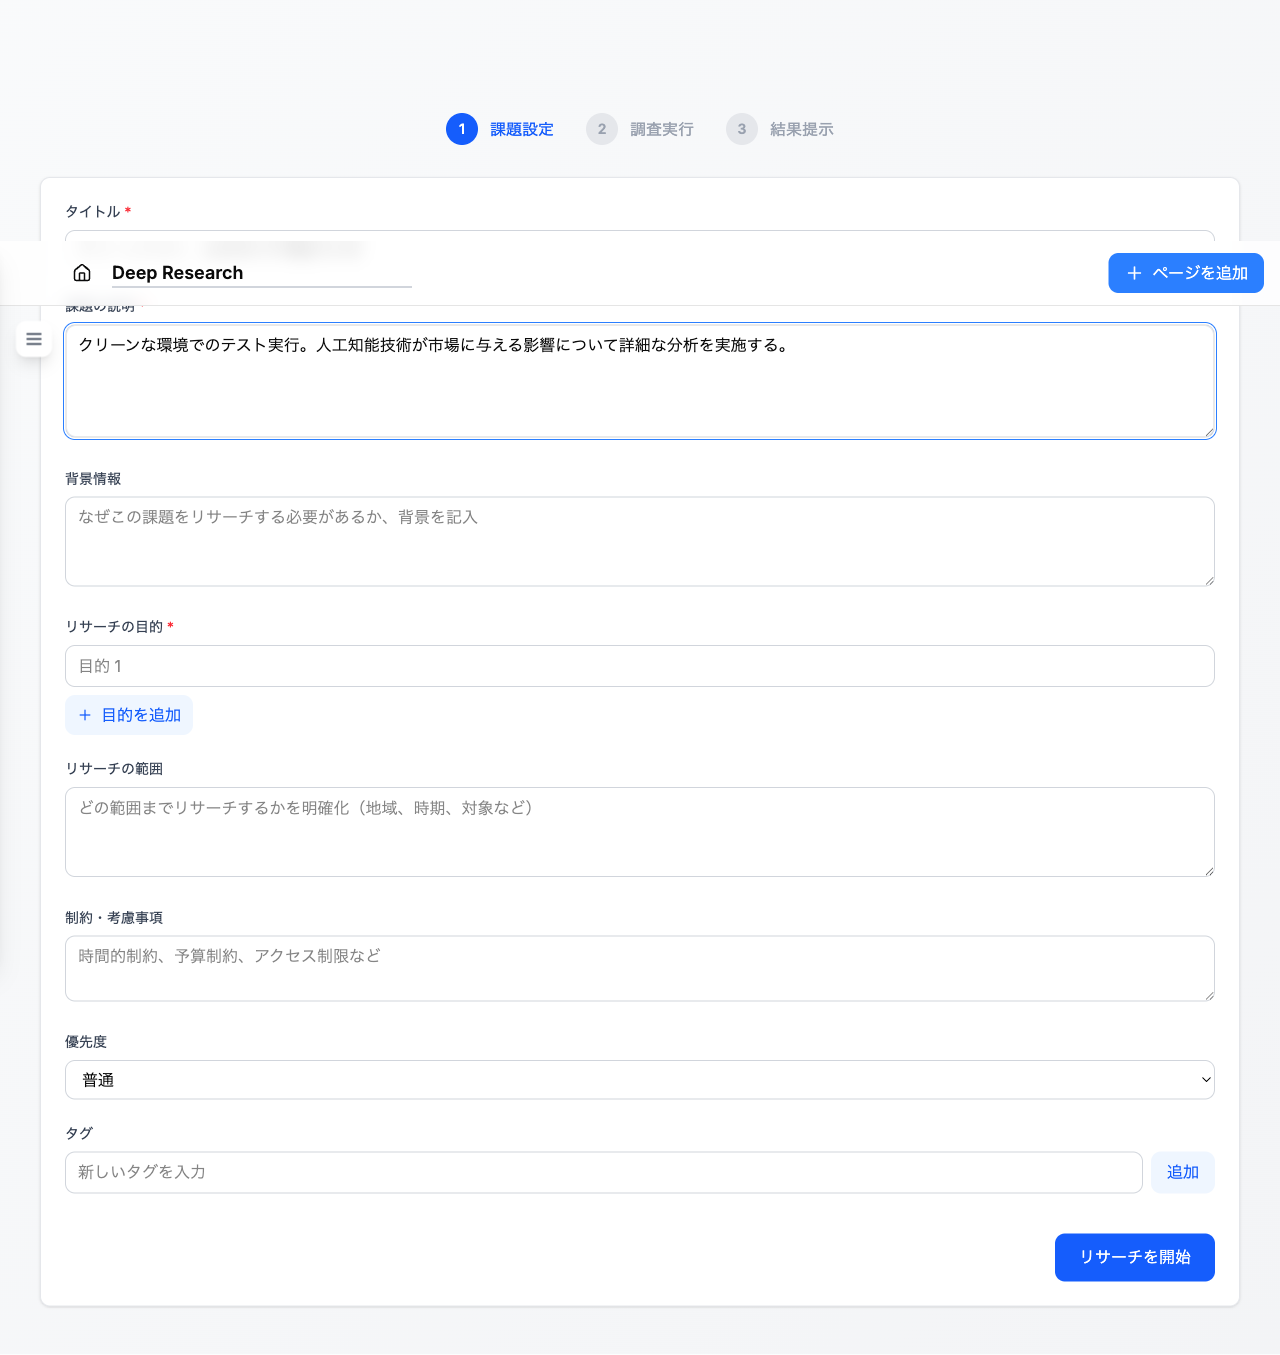 1 課題設定 2 調査実行 3 結果提示
タイトル *
Deep Research
ページを追加
課題の説明 *
クリーンな環境でのテスト実行。人工知能技術が市場に与える影響について詳細な分析を実施する。
背景情報
なぜこの課題をリサーチする必要があるか、背景を記入
リサーチの目的 *
目的 1
目的を追加
リサーチの範囲
どの範囲までリサーチするかを明確化（地域、時期、対象など）
制約・考慮事項
時間的制約、予算制約、アクセス制限など
優先度
普通
タグ
新しいタグを入力
追加
リサーチを開始